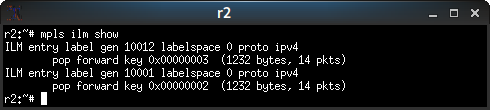 r2
r2:~# mpls ilm show
ILM entry label gen 10012 labelspace 0 proto ipv4
pop forward key 0x00000003 (1232 bytes, 14 pkts)
ILM entry label gen 10001 labelspace 0 proto ipv4
pop forward key 0x00000002 (1232 bytes, 14 pkts)
r2:~#